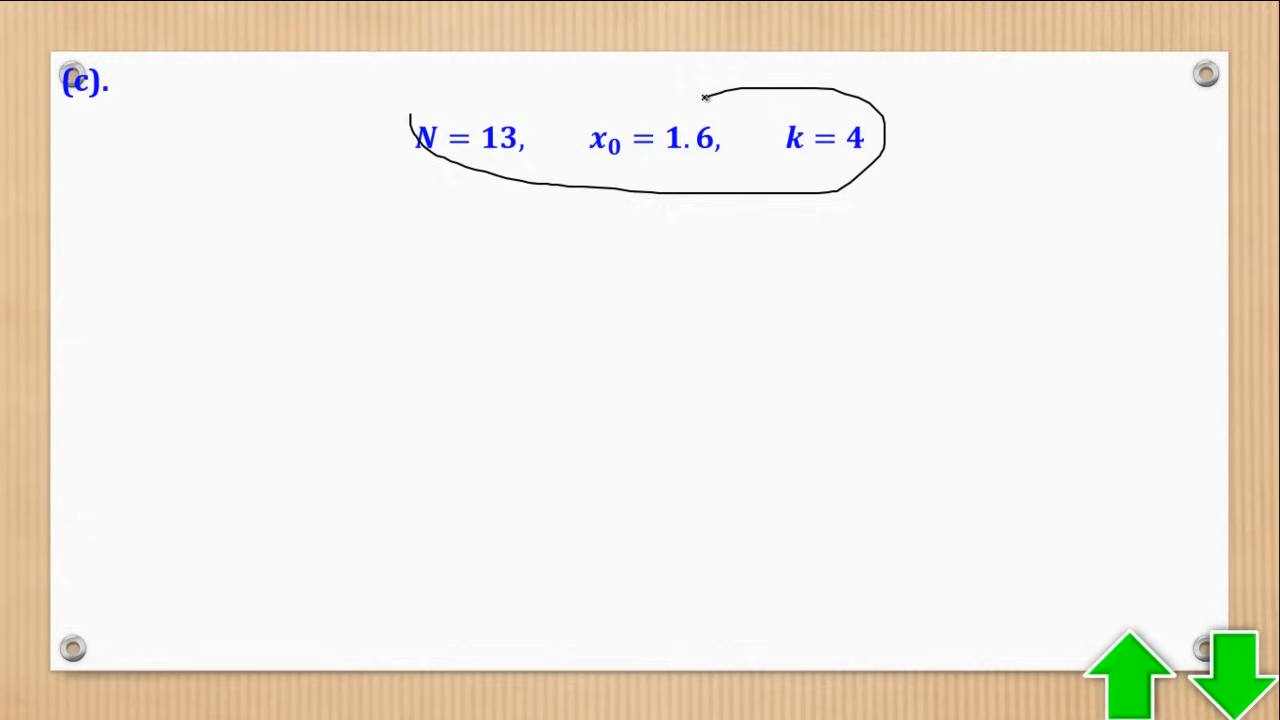 (c).
N = 13, x₀ = 1.6, k = 4